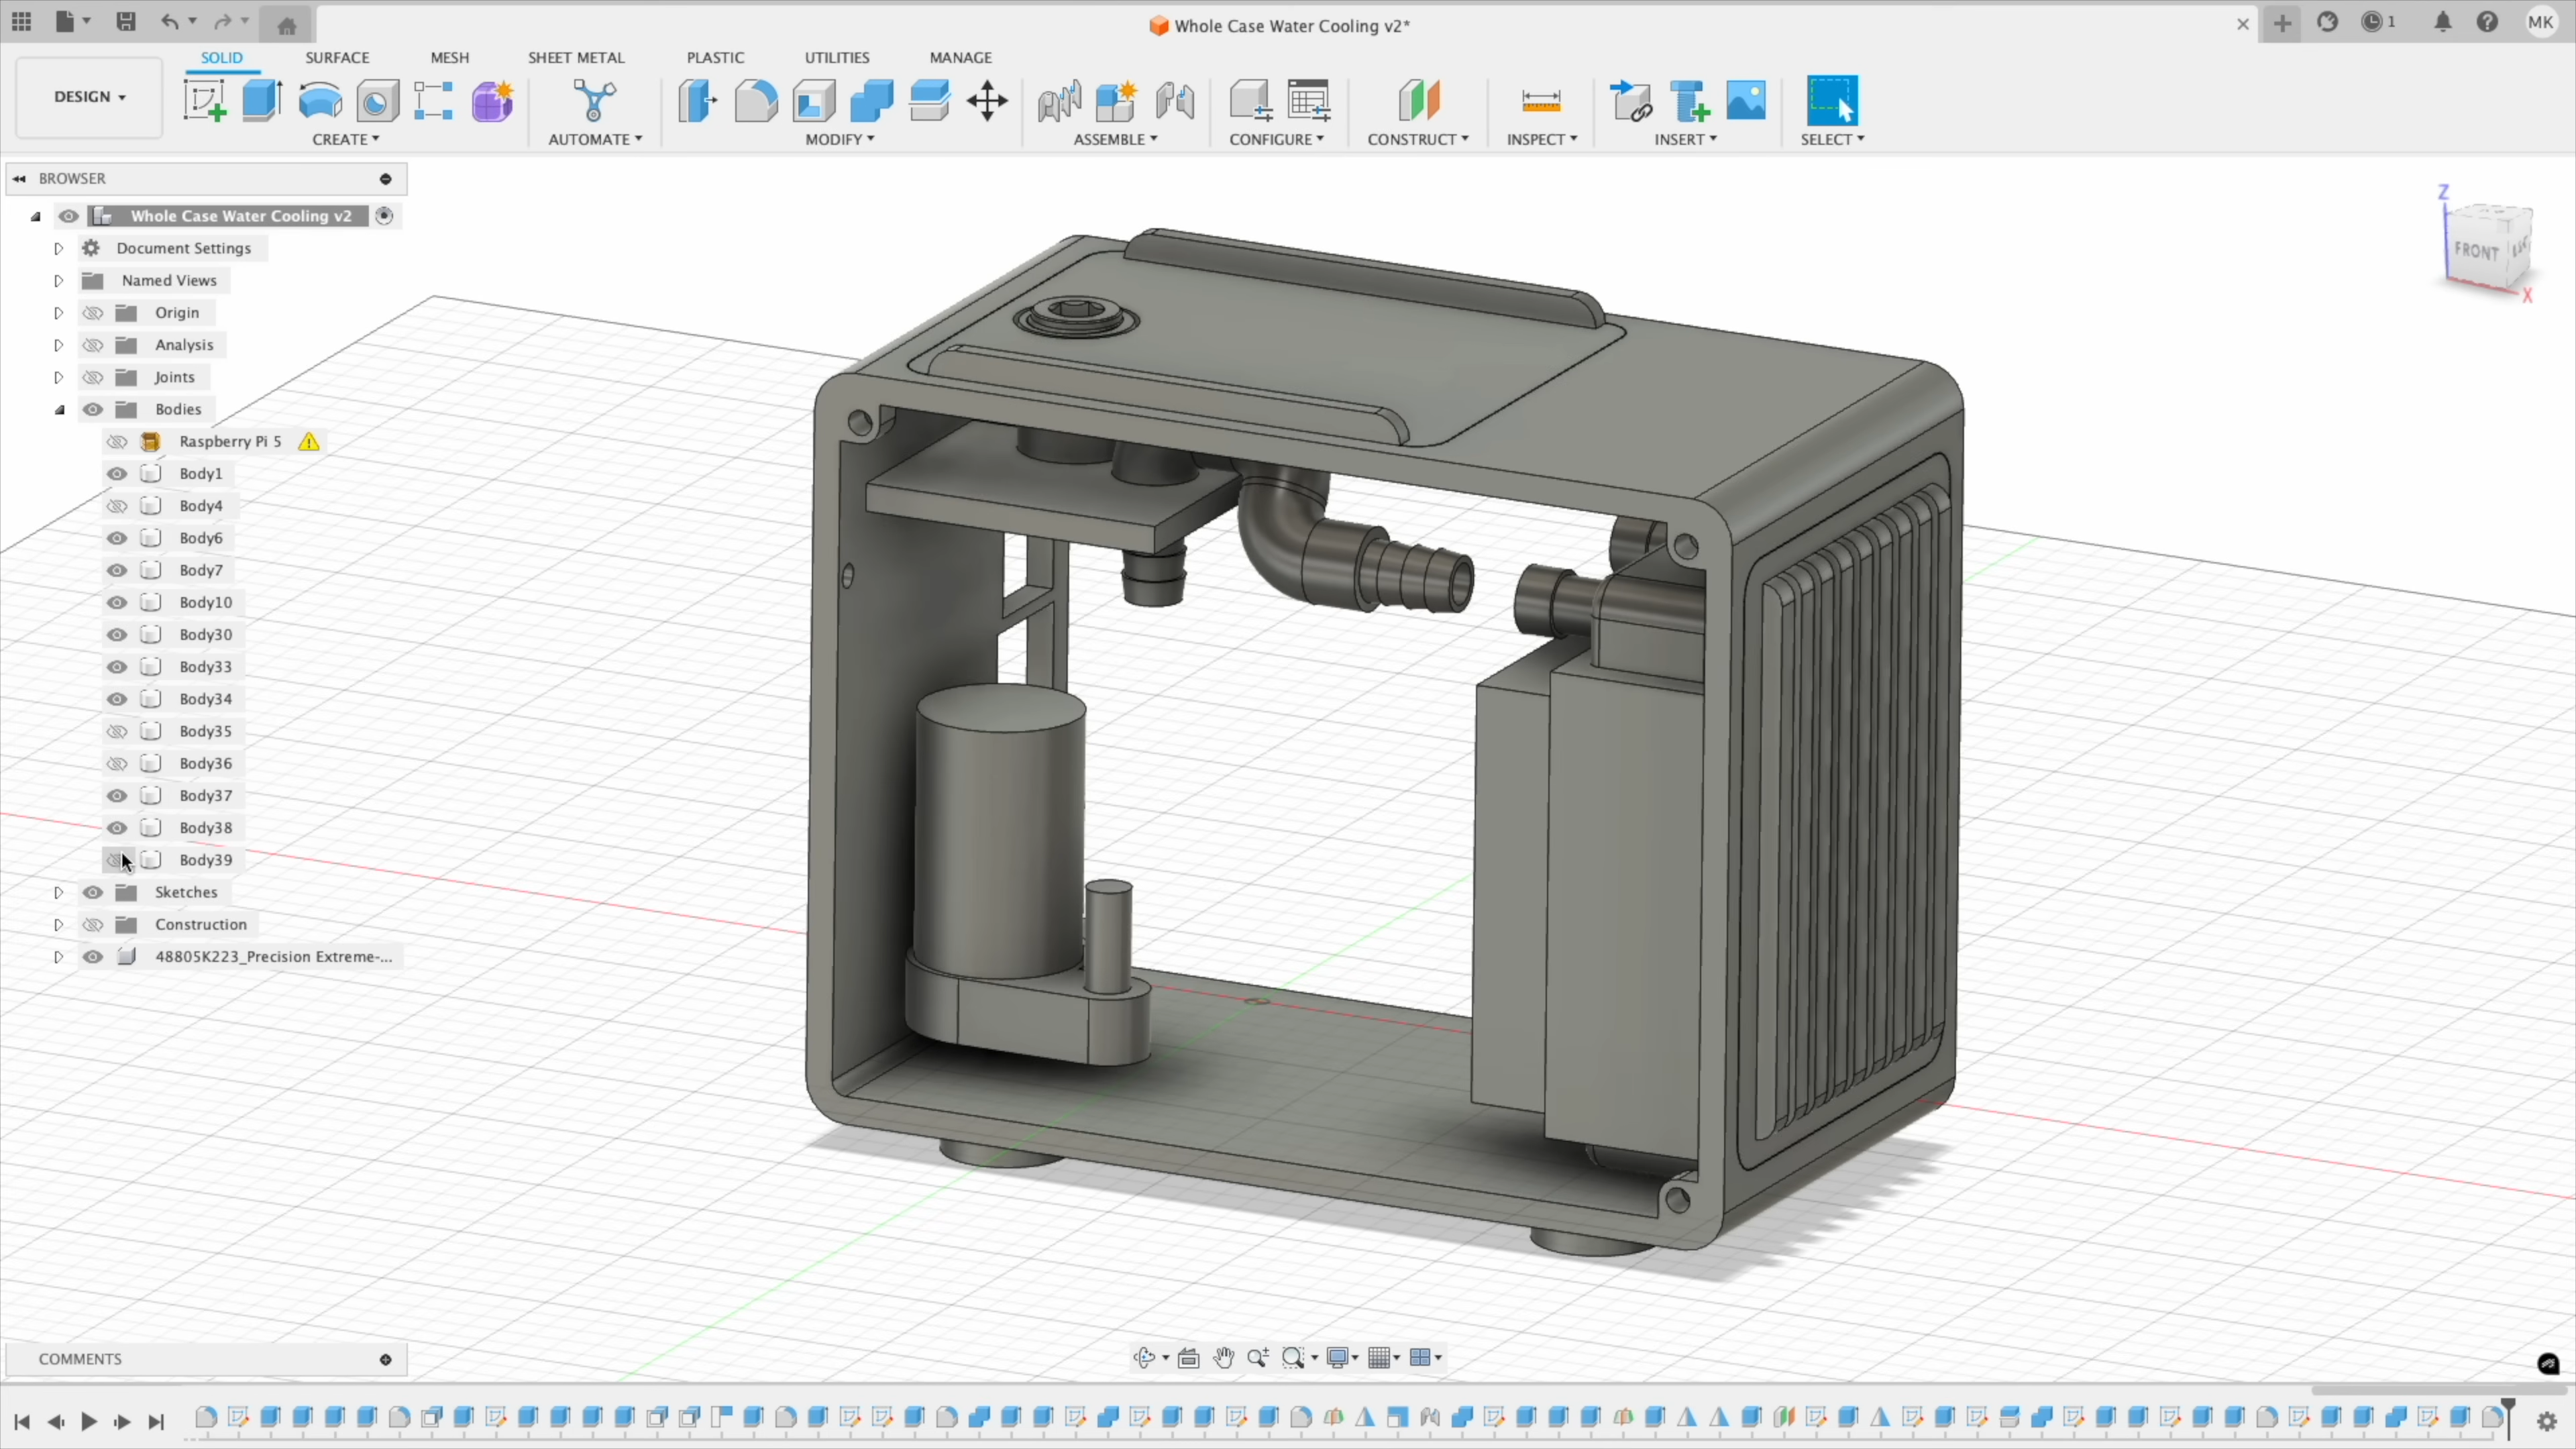 Whole Case Water Cooling v2*
1
MK
DESIGN
SOLID
SURFACE
MESH
SHEET METAL
PLASTIC
UTILITIES
MANAGE
CREATE
AUTOMATE
MODIFY
ASSEMBLE
CONFIGURE
CONSTRUCT
INSPECT
INSERT
SELECT
BROWSER
Whole Case Water Cooling v2
Document Settings
Named Views
Origin
Analysis
Joints
Bodies
Raspberry Pi 5
Body1
Body4
Body6
Body7
Body10
Body30
Body33
Body34
Body35
Body36
Body37
Body38
Body39
Sketches
Construction
48805K223_Precision Extreme-...
Z
FRONT
X
COMMENTS